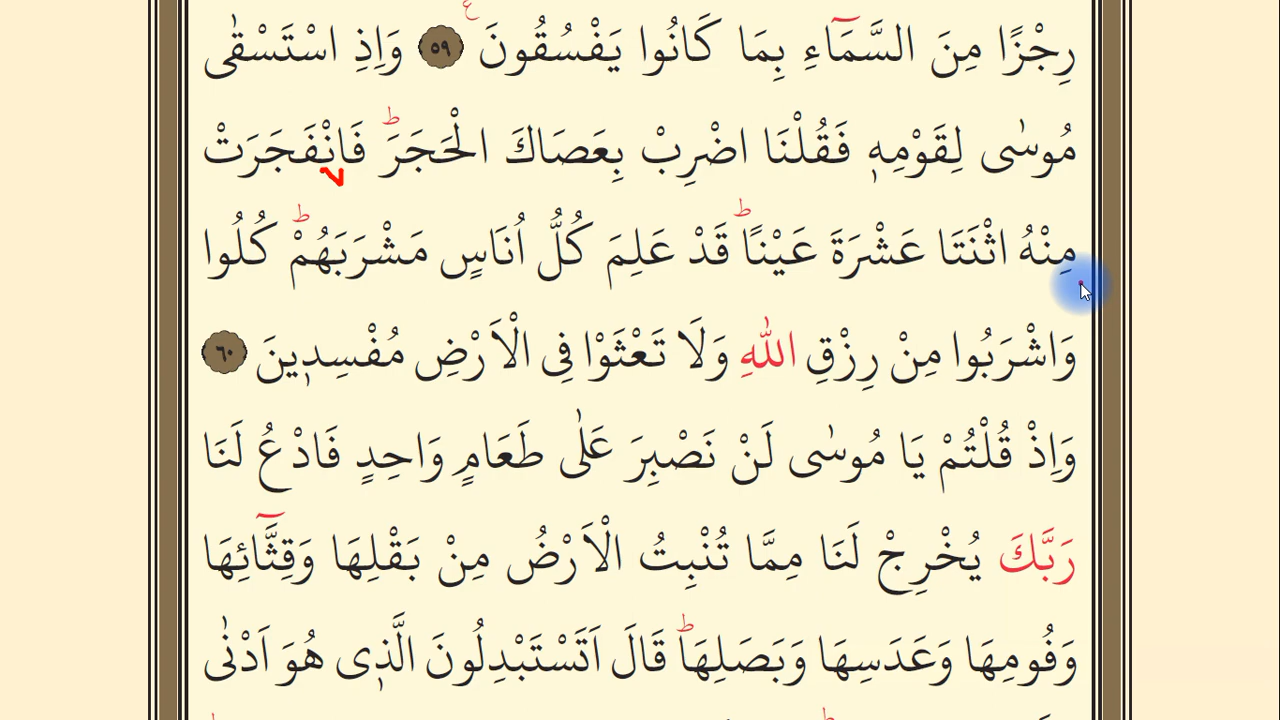 رِجْزًا مِنَ السَّمَٓاءِ بِمَا كَانُوا يَفْسُقُونَ ࣖ ٥٩ وَاِذِ اسْتَسْقٰى
مُوسٰى لِقَوْمِهٖ فَقُلْنَا اضْرِبْ بِعَصَاكَ الْحَجَرَۜ فَانْفَجَرَتْ
مِنْهُ اثْنَتَا عَشْرَةَ عَيْنًاۜ قَدْ عَلِمَ كُلُّ اُنَاسٍ مَشْرَبَهُمْۜ كُلُوا
وَاشْرَبُوا مِنْ رِزْقِ اللّٰهِ وَلَا تَعْثَوْا فِى الْاَرْضِ مُفْسِدٖينَ ٦٠
وَاِذْ قُلْتُمْ يَا مُوسٰى لَنْ نَصْبِرَ عَلٰى طَعَامٍ وَاحِدٍ فَادْعُ لَنَا
رَبَّكَ يُخْرِجْ لَنَا مِمَّا تُنْبِتُ الْاَرْضُ مِنْ بَقْلِهَا وَقِثَّٓائِهَا
وَفُومِهَا وَعَدَسِهَا وَبَصَلِهَاۜ قَالَ اَتَسْتَبْدِلُونَ الَّذٖى هُوَ اَدْنٰى